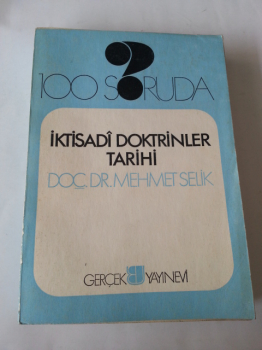 100 SORUDA
İKTİSADÎ DOKTRİNLER
TARİHİ
DOÇ. DR. MEHMET SELİK
GERÇEK YAYINEVİ